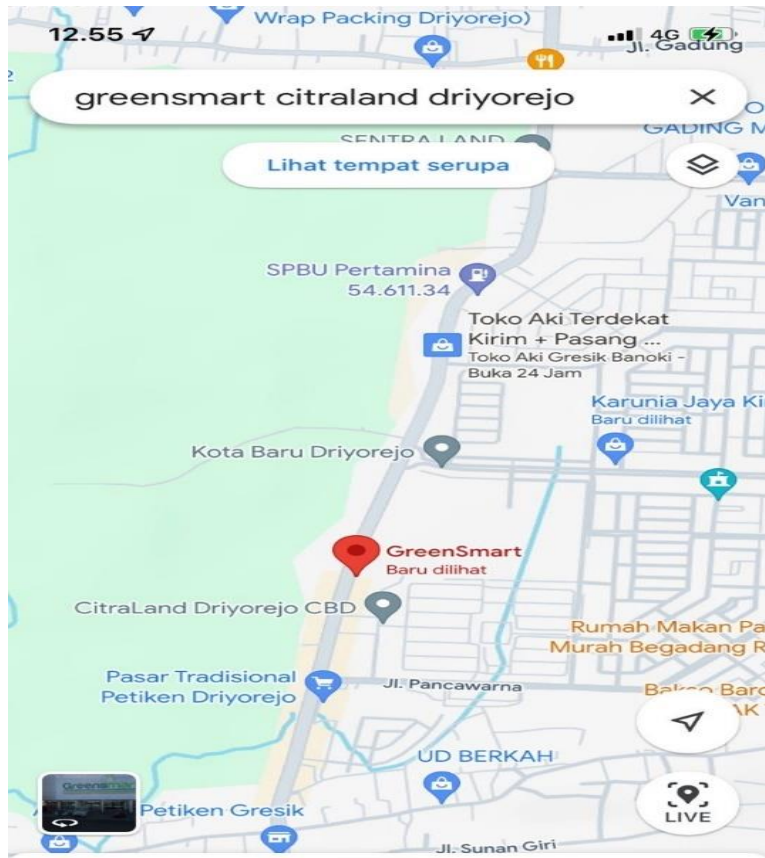 Wrap Packing Driyorejo)
12.55
4G
Jl. Gadung
greensmart citraland driyorejo
GADING M
SENTRA LAND
Lihat tempat serupa
Van
SPBU Pertamina
54.611.34
Toko Aki Terdekat
Kirim + Pasang ...
Toko Aki Gresik Banoki -
Buka 24 Jam
Karunia Jaya Ki
Baru dilihat
Kota Baru Driyorejo
GreenSmart
Baru dilihat
CitraLand Driyorejo CBD
Rumah Makan Pa
Murah Begadang R
Pasar Tradisional
Petiken Driyorejo
Jl. Pancawarna
UD BERKAH
Greensmar
Petiken Gresik
LIVE
Jl. Sunan Giri